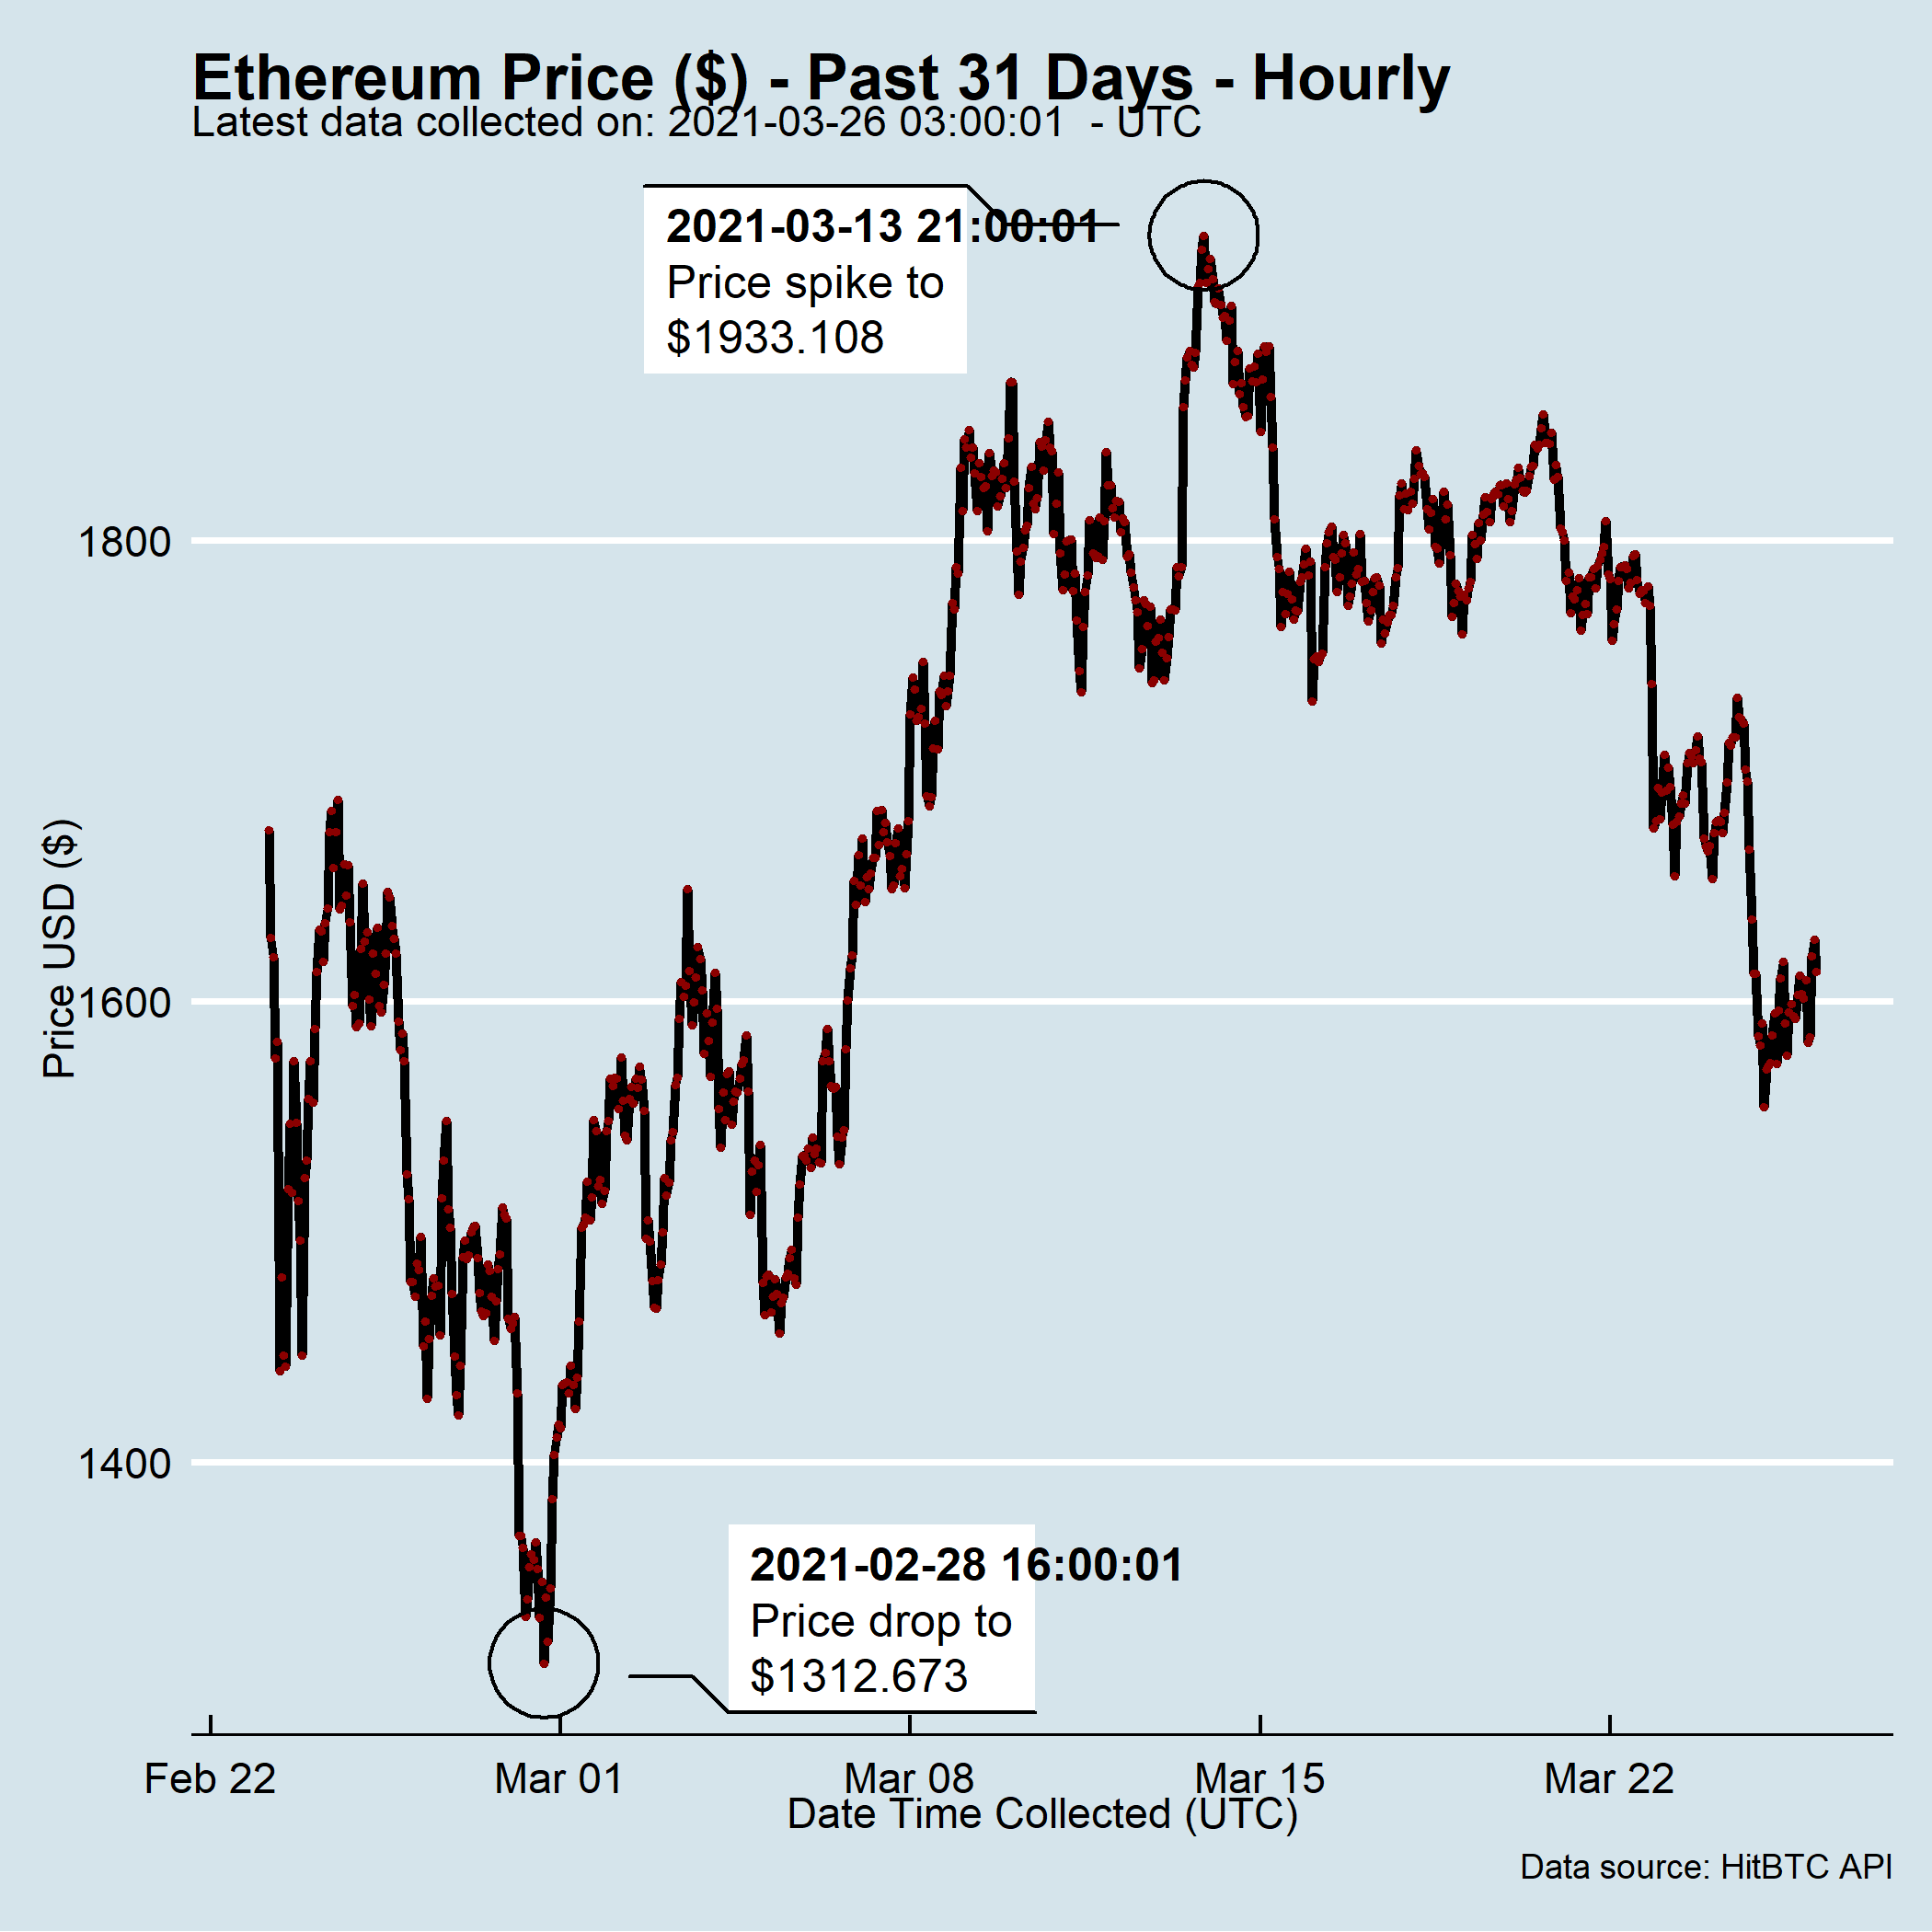 Ethereum Price ($) - Past 31 Days - Hourly
Latest data collected on: 2021-03-26 03:00:01  - UTC
2021-03-13 21:00:01
Price spike to
$1933.108
1800
1600
1400
Price USD ($)
2021-02-28 16:00:01
Price drop to
$1312.673
Feb 22 Mar 01 Mar 08 Mar 15 Mar 22
Date Time Collected (UTC)
Data source: HitBTC API